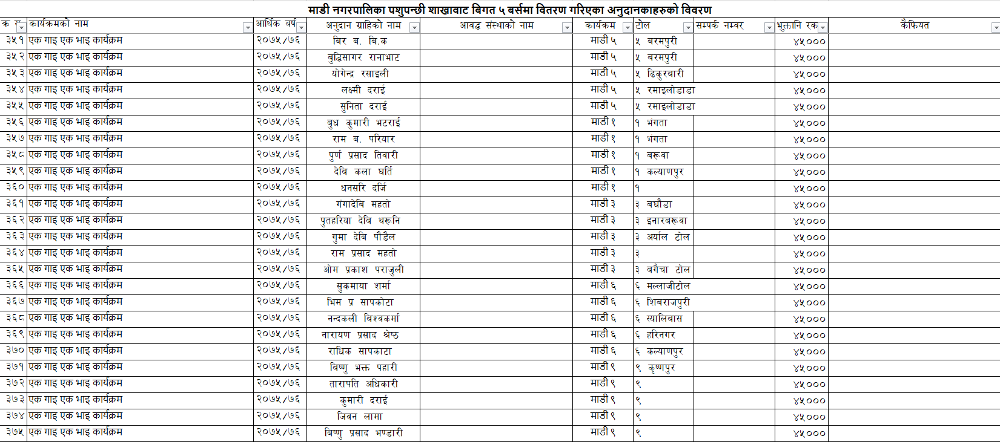 माडी नगरपालिका पशुपन्छी शाखावाट बिगत ५ बर्समा वितरण गरिएका अनुदानकाहरुको विवरण
क्र स कार्यक्रमको नाम आर्थिक बर्ष अनुदान ग्राहिको नाम आवद्ध संस्थाको नाम कार्यक्रम टोल सम्पर्क नम्वर भुक्तानि रक कैफियत
३५१ एक गाइ एक भाइ कार्यक्रम २०७५/७६ बिर ब. बि.क माडी ५ ५ बरमपुरी ४५०००
३५२ एक गाइ एक भाइ कार्यक्रम २०७५/७६ बुद्धिसागर रानाभाट माडी ५ ५ बरमपुरी ४५०००
३५३ एक गाइ एक भाइ कार्यक्रम २०७५/७६ योगेन्द्र रसाइली माडी ५ ५ ढिकुरबारी ४५०००
३५४ एक गाइ एक भाइ कार्यक्रम २०७५/७६ लक्ष्मी दराई माडी ५ ५ रमाइलोडाडा ४५०००
३५५ एक गाइ एक भाइ कार्यक्रम २०७५/७६ सुनिता दराई माडी ५ ५ रमाइलोडाडा ४५०००
३५६ एक गाइ एक भाइ कार्यक्रम २०७५/७६ बुध कुमारी भटराई माडी १ १ भंगता ४५०००
३५७ एक गाइ एक भाइ कार्यक्रम २०७५/७६ राम ब. परियार माडी १ १ भंगता ४५०००
३५८ एक गाइ एक भाइ कार्यक्रम २०७५/७६ पुर्ण प्रसाद तिवारी माडी १ १ बरूवा ४५०००
३५९ एक गाइ एक भाइ कार्यक्रम २०७५/७६ देबि कला घर्ति माडी १ १ कल्याणपुर ४५०००
३६० एक गाइ एक भाइ कार्यक्रम २०७५/७६ धनसरि दर्जि माडी १ १ ४५०००
३६१ एक गाइ एक भाइ कार्यक्रम २०७५/७६ गंगादेबि महतो माडी ३ ३ बघौडा ४५०००
३६२ एक गाइ एक भाइ कार्यक्रम २०७५/७६ पुतहरिया देबि थरूनि माडी ३ ३ इनारबरूवा ४५०००
३६३ एक गाइ एक भाइ कार्यक्रम २०७५/७६ गुमा देबि पौडैल माडी ३ ३ अर्याल टोल ४५०००
३६४ एक गाइ एक भाइ कार्यक्रम २०७५/७६ राम प्रसाद महतो माडी ३ ३ ४५०००
३६५ एक गाइ एक भाइ कार्यक्रम २०७५/७६ ओम प्रकाश पराजुली माडी ३ ३ बगैचा टोल ४५०००
३६६ एक गाइ एक भाइ कार्यक्रम २०७५/७६ सुकमाया शर्मा माडी ६ ६ मल्लाजीटोल ४५०००
३६७ एक गाइ एक भाइ कार्यक्रम २०७५/७६ भिम प्र सापकोटा माडी ६ ६ शिबराजपुरी ४५०००
३६८ एक गाइ एक भाइ कार्यक्रम २०७५/७६ नन्दकली बिश्वकर्मा माडी ६ ६ स्यालिबास ४५०००
३६९ एक गाइ एक भाइ कार्यक्रम २०७५/७६ नारायण प्रसाद श्रेष्ठ माडी ६ ६ हरिनगर ४५०००
३७० एक गाइ एक भाइ कार्यक्रम २०७५/७६ राधिक सापकाटा माडी ६ ६ कल्याणपुर ४५०००
३७१ एक गाइ एक भाइ कार्यक्रम २०७५/७६ बिष्णु भक्त पहारी माडी ९ ९ कृष्णपुर ४५०००
३७२ एक गाइ एक भाइ कार्यक्रम २०७५/७६ तारापति अधिकारी माडी ९ ९ ४५०००
३७३ एक गाइ एक भाइ कार्यक्रम २०७५/७६ कुमारी दराई माडी ९ ९ ४५०००
३७४ एक गाइ एक भाइ कार्यक्रम २०७५/७६ जिवन लामा माडी ९ ९ ४५०००
३७५ एक गाइ एक भाइ कार्यक्रम २०७५/७६ बिष्णु प्रसाद भण्डारी माडी ९ ९ ४५०००